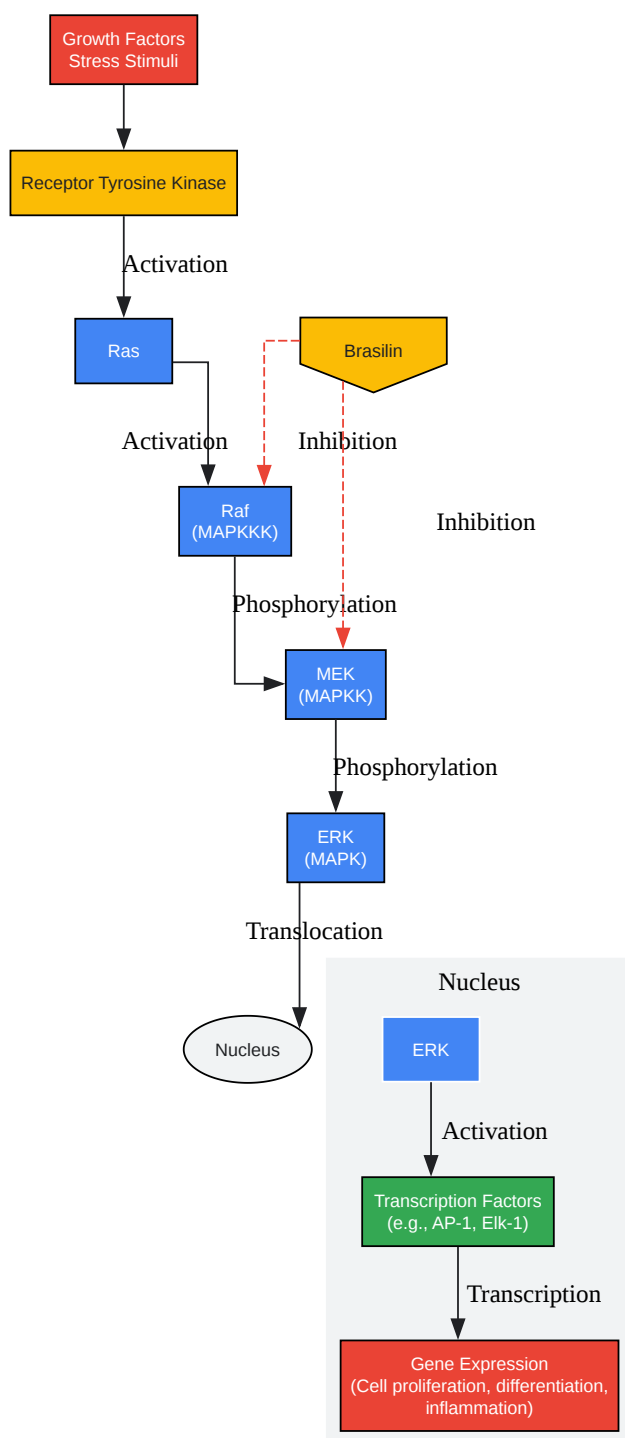 Growth Factors
Stress Stimuli
Receptor Tyrosine Kinase
Activation
Ras
Brasilin
Activation
Inhibition
Raf
(MAPKKK)
Inhibition
Phosphorylation
MEK
(MAPKK)
Phosphorylation
ERK
(MAPK)
Translocation
Nucleus
Nucleus
ERK
Activation
Transcription Factors
(e.g., AP-1, Elk-1)
Transcription
Gene Expression
(Cell proliferation, differentiation,
inflammation)